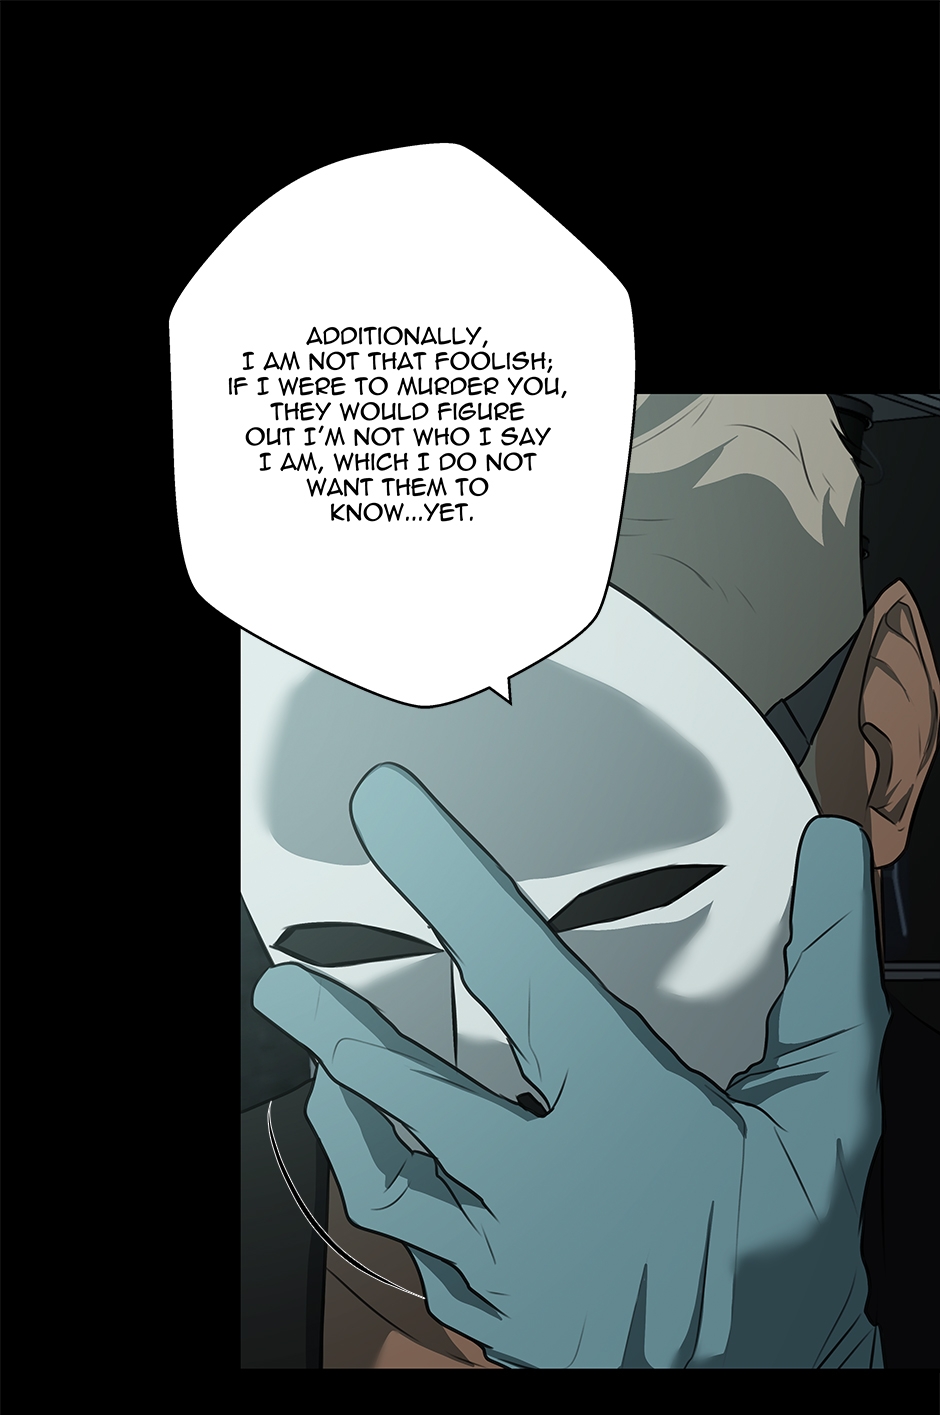 ADDITIONALLY,
I AM NOT THAT FOOLISH;
IF I WERE TO MURDER YOU,
THEY WOULD FIGURE
OUT I'M NOT WHO I SAY
I AM, WHICH I DO NOT
WANT THEM TO
KNOW...YET.